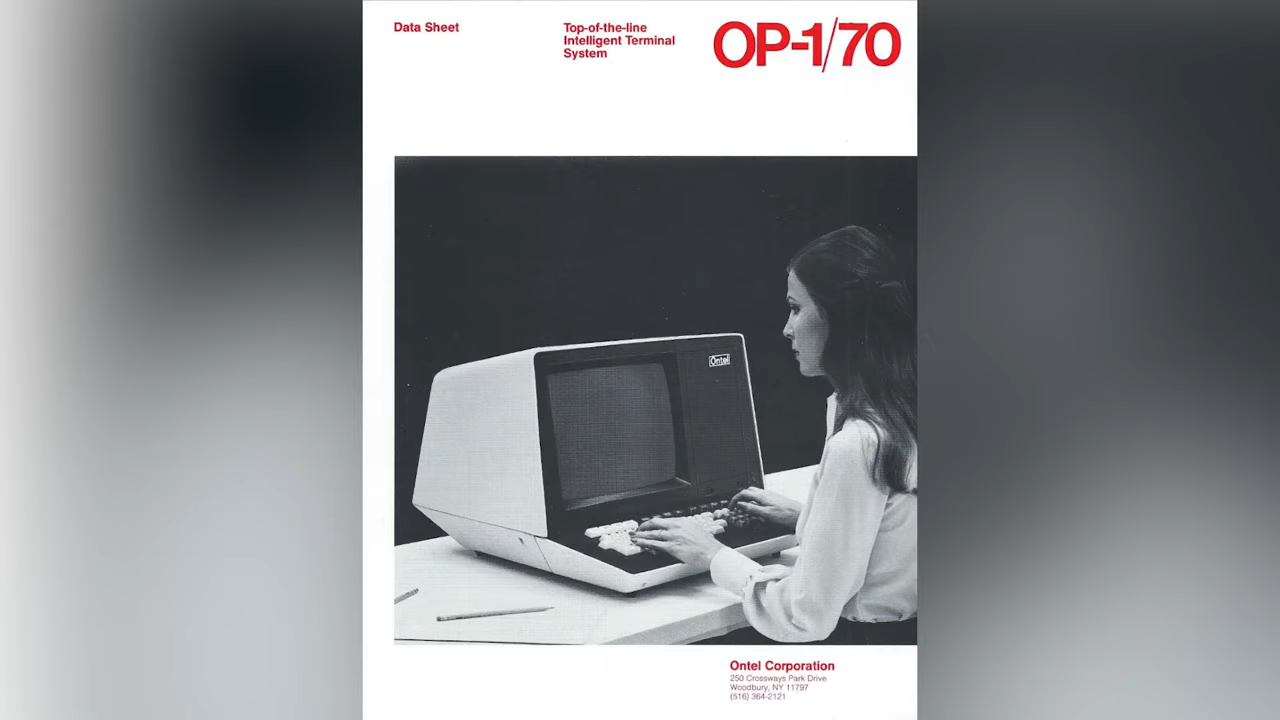 Data Sheet
Top-of-the-line
Intelligent Terminal
System
OP-1/70
Ontel
Ontel Corporation
250 Crossways Park Drive
Woodbury, NY 11797
(516) 364-2121